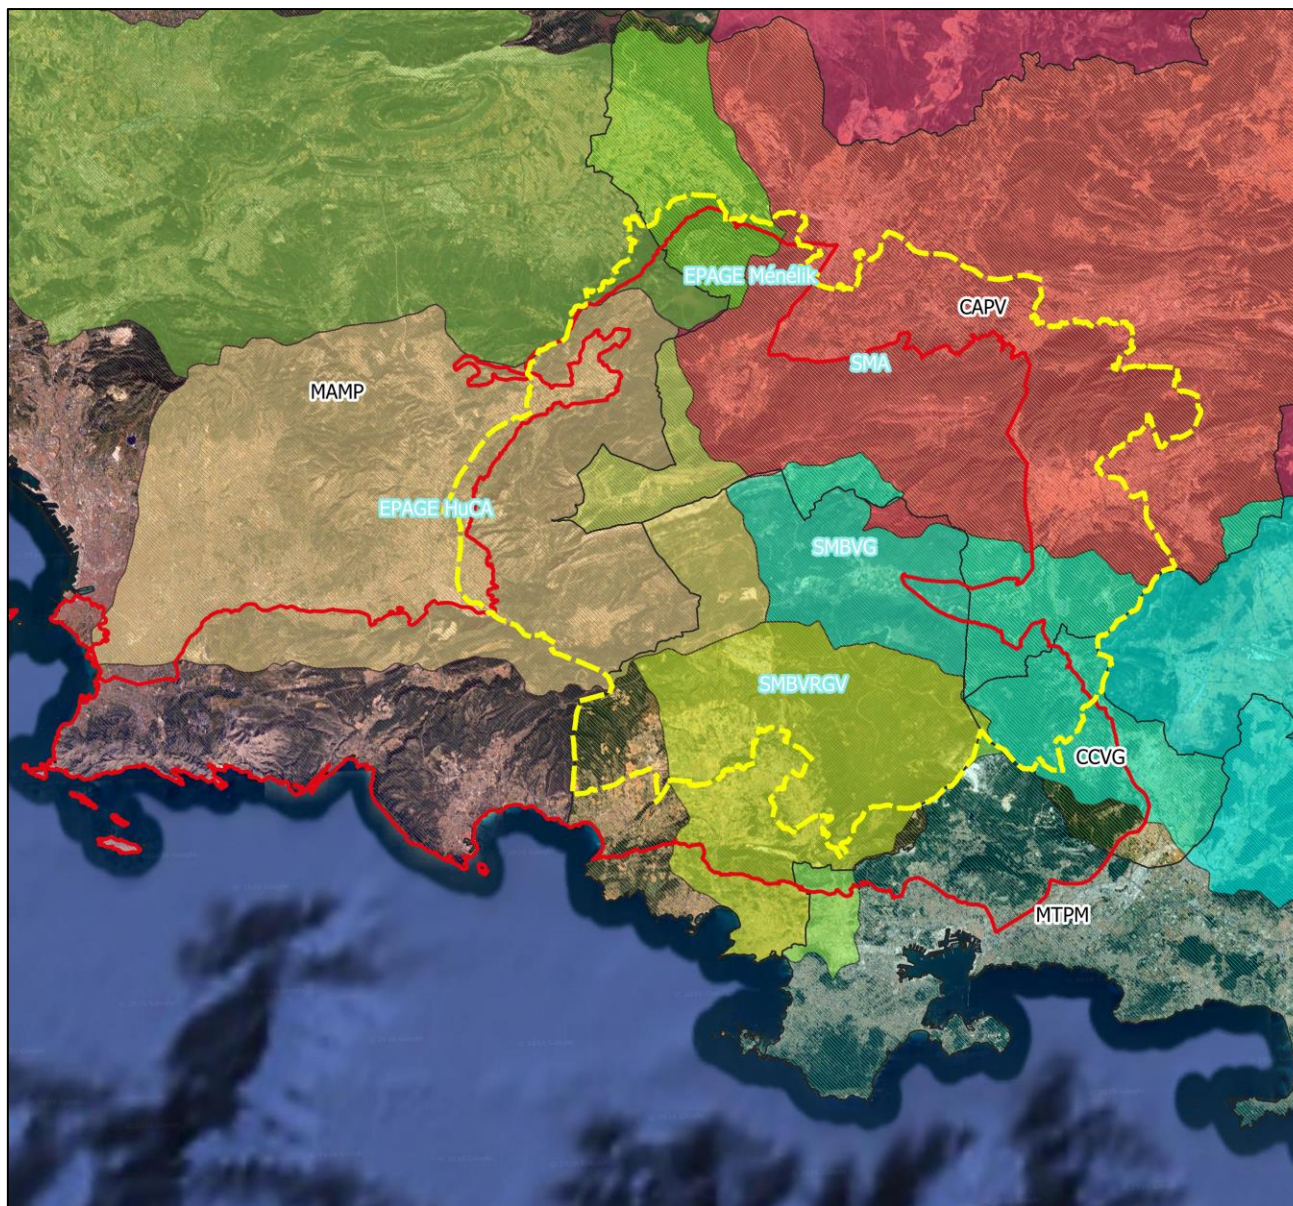 EPAGE Ménélik
CAPV
SMA
MAMP
EPAGE HuCA
SMBVG
SMBVRGV
CCVG
MTPM